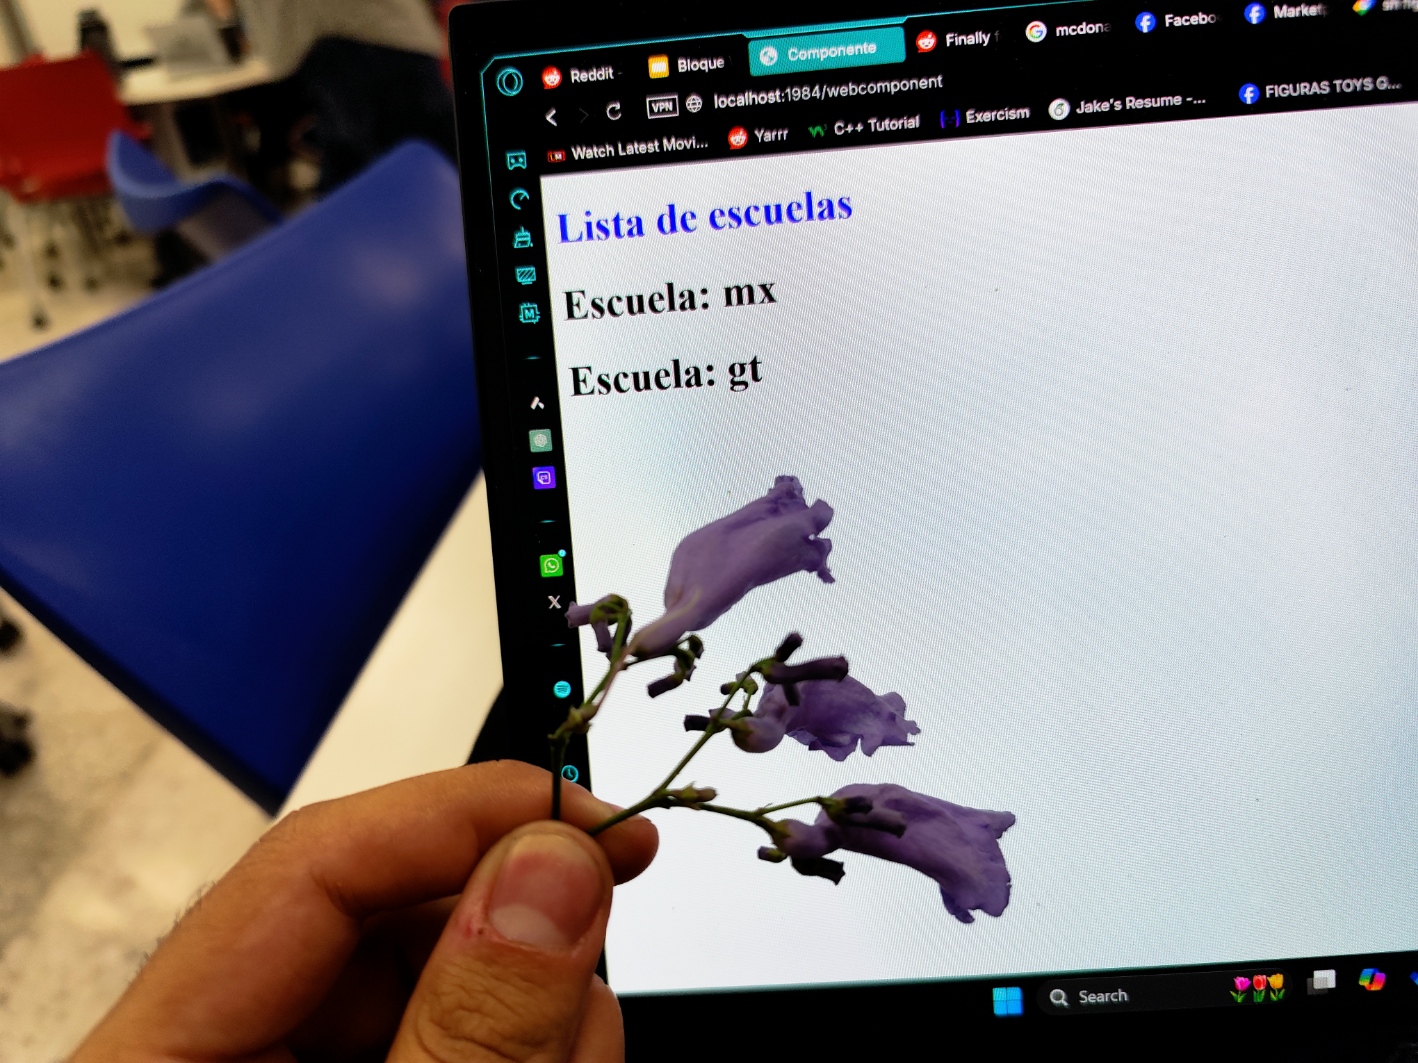 Reddit -
Bloque
Componente
Finally f
mcdona
Facebo
Market
VPN
localhost:1984/webcomponent
Watch Latest Movi...
Yarrr
C++ Tutorial
Exercism
Jake's Resume -...
FIGURAS TOYS G...
Lista de escuelas
Escuela: mx
Escuela: gt
Search